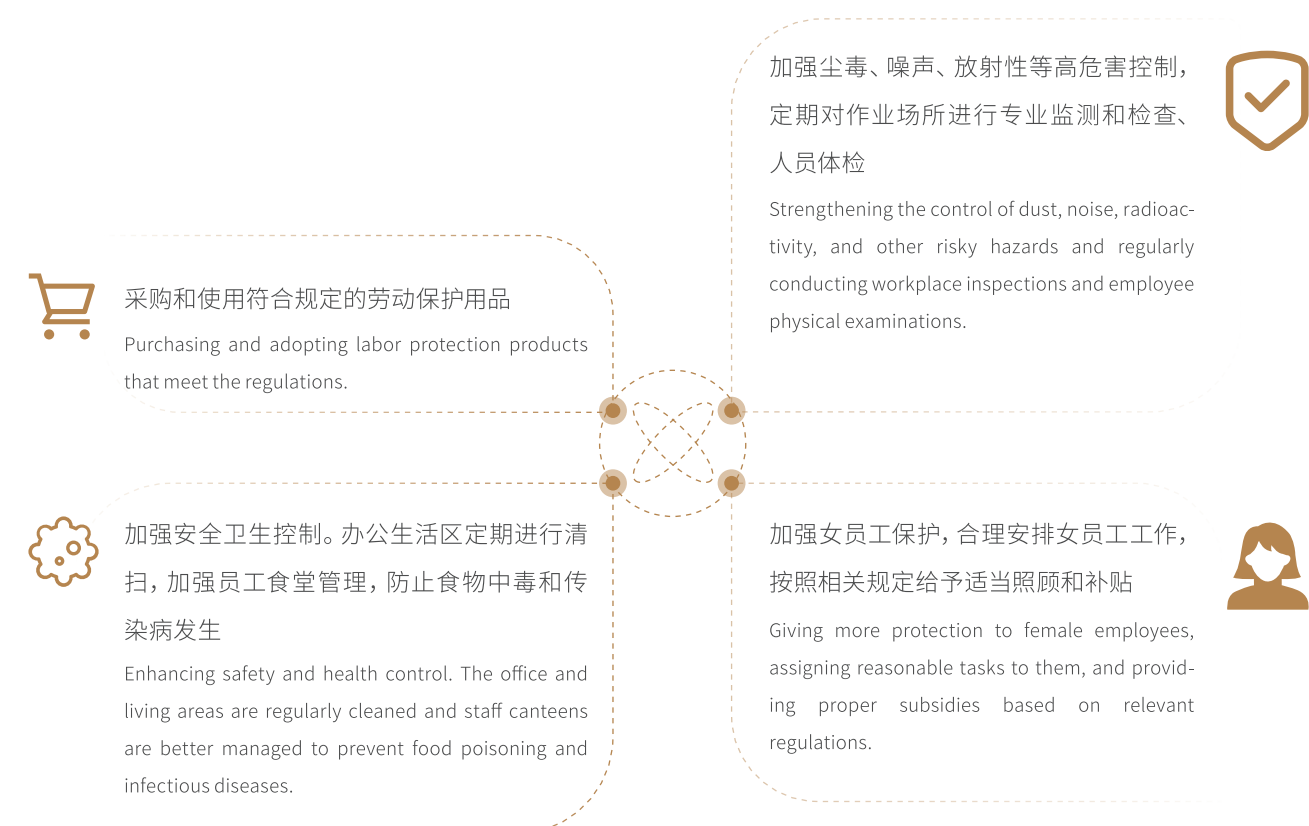 加强尘毒、噪声、放射性等高危害控制，
定期对作业场所进行专业监测和检查、
人员体检
Strengthening the control of dust, noise, radioac-
tivity, and other risky hazards and regularly
conducting workplace inspections and employee
physical examinations.
采购和使用符合规定的劳动保护用品
Purchasing and adopting labor protection products
that meet the regulations.
加强安全卫生控制。办公生活区定期进行清
扫，加强员工食堂管理，防止食物中毒和传
染病发生
Enhancing safety and health control. The office and
living areas are regularly cleaned and staff canteens
are better managed to prevent food poisoning and
infectious diseases.
加强女员工保护，合理安排女员工工作，
按照相关规定给予适当照顾和补贴
Giving more protection to female employees,
assigning reasonable tasks to them, and provid-
ing proper subsidies based on relevant
regulations.